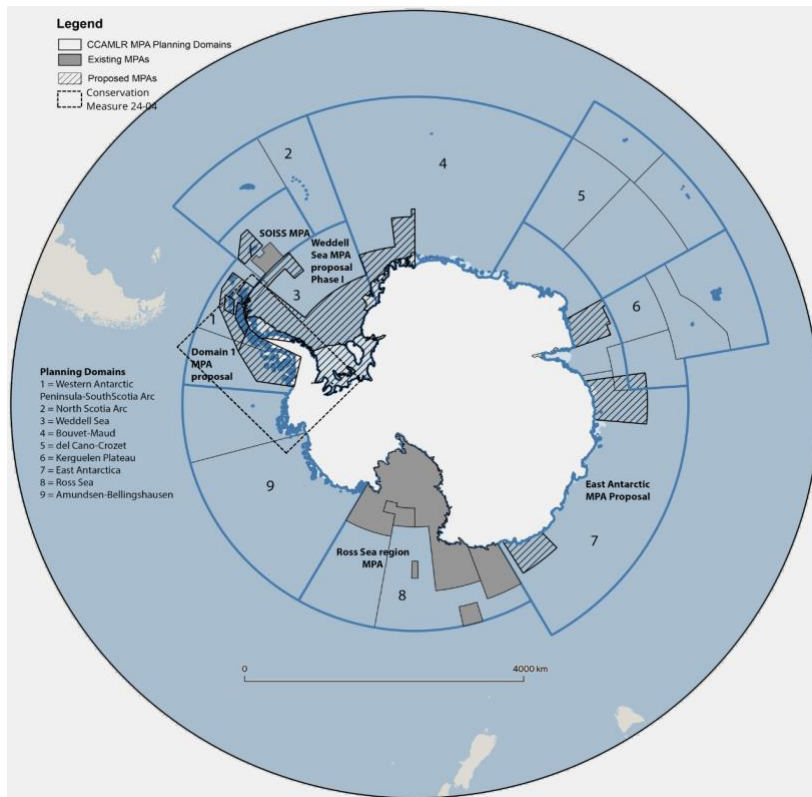 Legend
CCAMLR MPA Planning Domains
Existing MPAs
Proposed MPAs
Conservation
Measure 24-04
2
4
5
SOISS MPA
Weddell
Sea MPA
proposal
Phase I
3
6
1
Domain 1
MPA
proposal
Planning Domains
1 = Western Antarctic
Peninsula-SouthScotia Arc
2 = North Scotia Arc
3 = Weddell Sea
4 = Bouvet-Maud
5 = del Cano-Crozet
6 = Kerguelen Plateau
7 = East Antarctica
8 = Ross Sea
9 = Amundsen-Bellingshausen
9
East Antarctic
MPA Proposal
7
Ross Sea region
MPA
8
0
4000 km